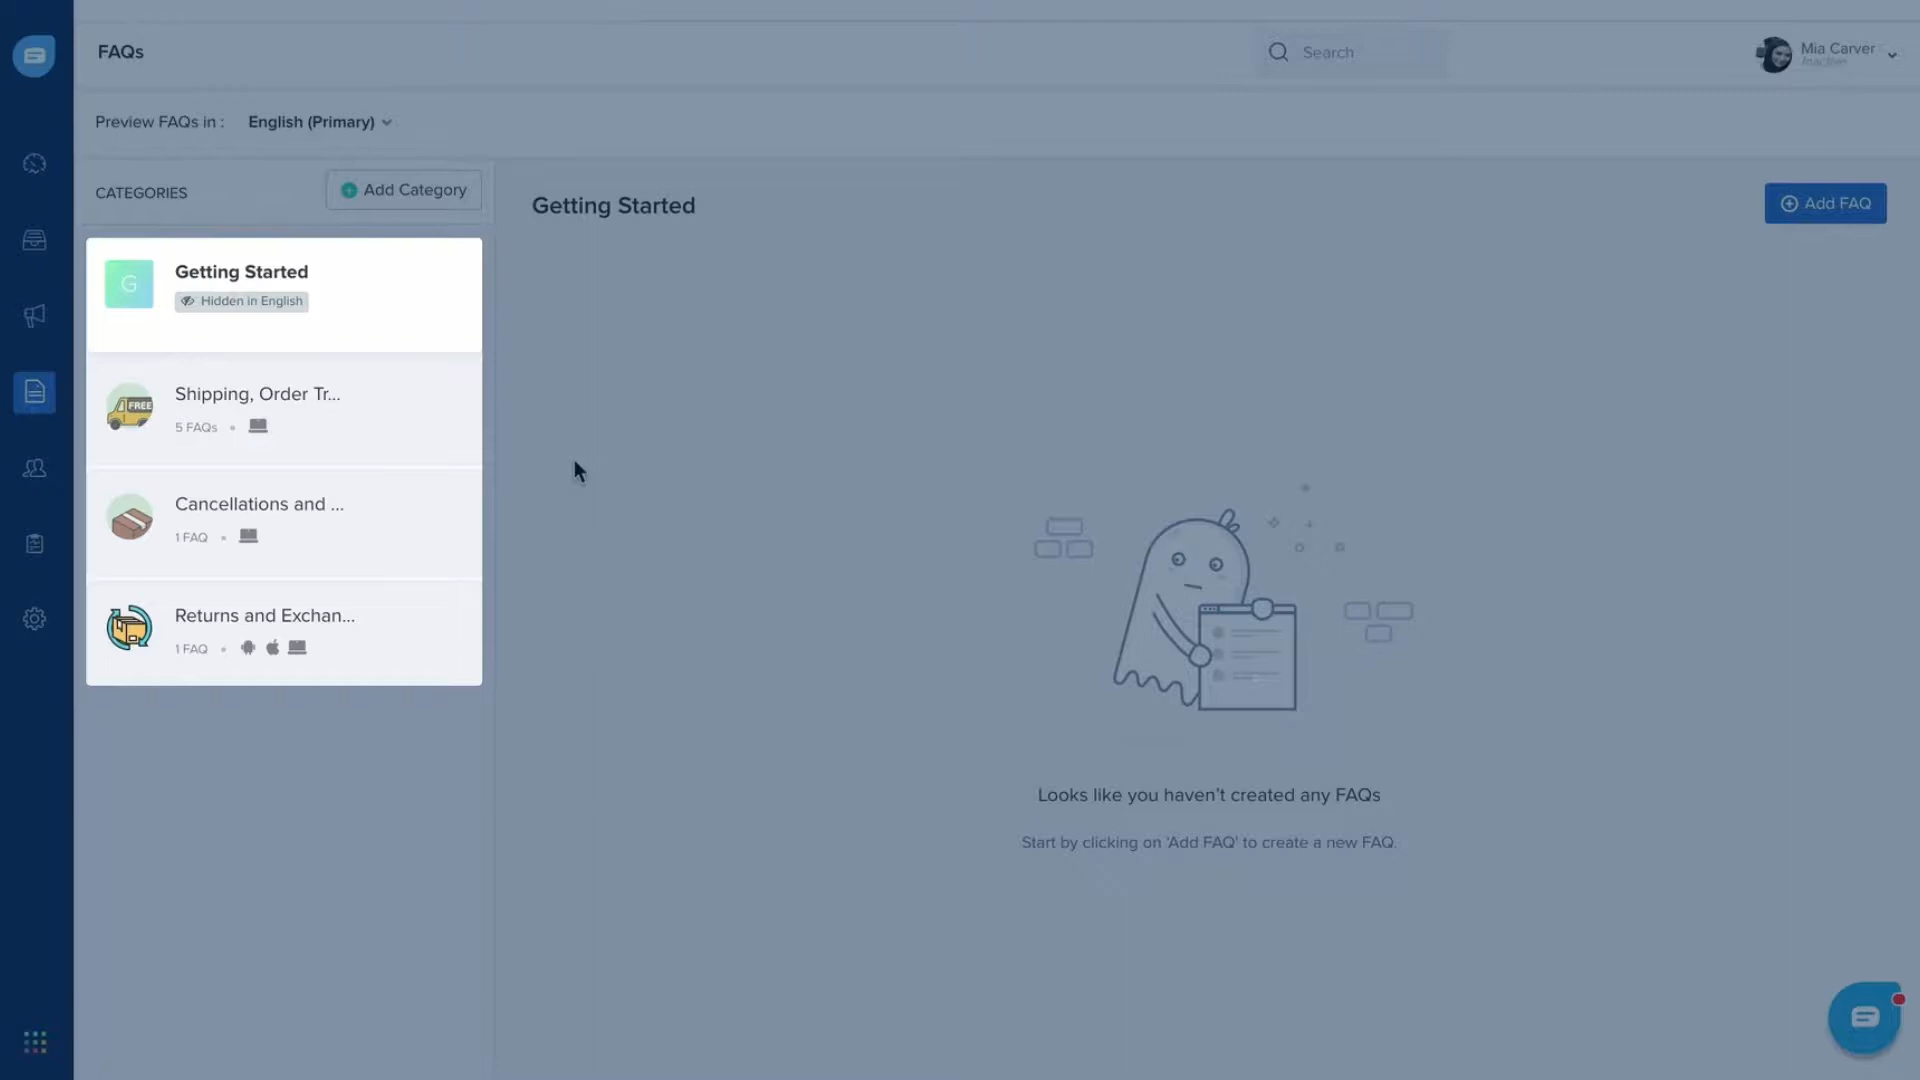 FAQs
Search
Mia Carver
Inactive
Preview FAQs in :
English (Primary)
CATEGORIES
Add Category
Getting Started
Add FAQ
G
Getting Started
Hidden in English
FREE
Shipping, Order Tr...
5 FAQs
Cancellations and ...
1 FAQ
Returns and Exchan...
1 FAQ
Looks like you haven't created any FAQs
Start by clicking on 'Add FAQ' to create a new FAQ.